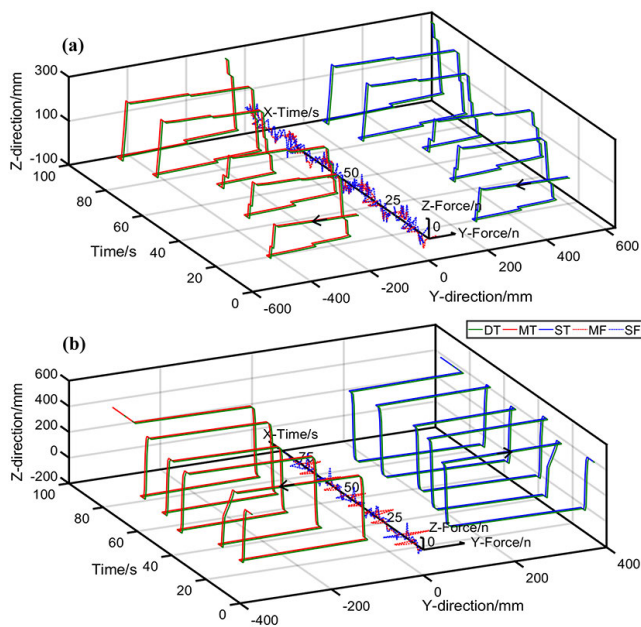 (a)
300
100
-100
100
80
60
40
20
0
Z-direction/mm
Time/s
X-Time/s
50
25
Z-Force/n
0
Y-Force/n
-600
-400
-200
0
200
400
600
Y-direction/mm
DT MT ST MF SF
(b)
600
400
200
0
-200
100
80
60
40
20
0
Z-direction/mm
Time/s
X-Time/s
75
50
25
Z-Force/n
0
Y-Force/n
-400
-200
0
200
400
Y-direction/mm